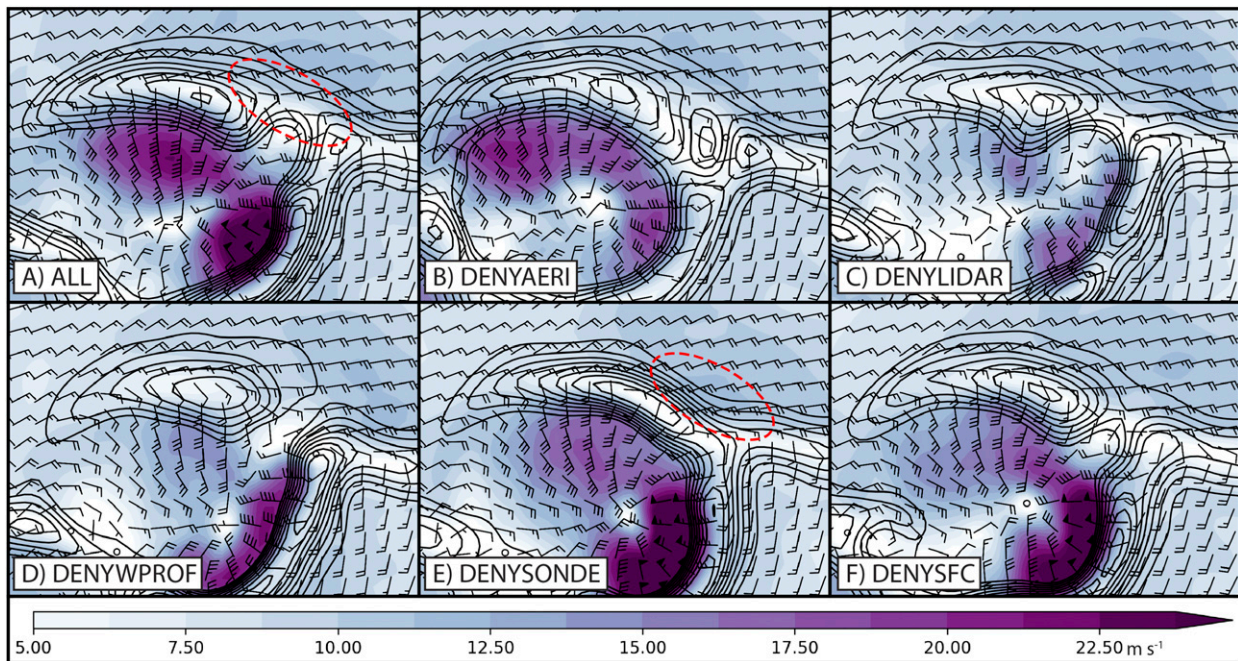 A) ALL
B) DENYAERI
C) DENYLIDAR
D) DENYWPROF
E) DENYSONDE
F) DENYSFC
5.00 7.50 10.00 12.50 15.00 17.50 20.00 22.50 m s⁻¹